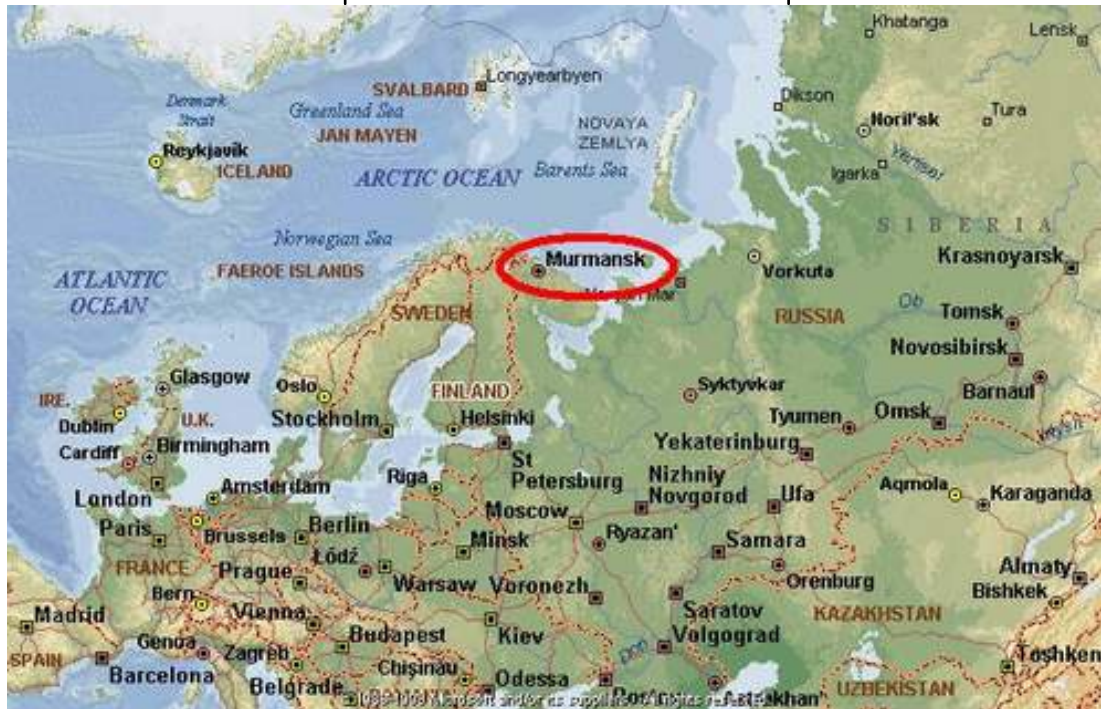 Khatanga
Lensk
Longyearbyen
SVALBARD
Dikson
Tura
Denmark
Strait
Greenland Sea
JAN MAYEN
NOVAYA
ZEMLYA
Noril'sk
Reykjavik
ICELAND
ARCTIC OCEAN
Barents Sea
Igarka
Yenisei
SIBERIA
Norwegian Sea
Murmansk
Krasnoyarsk
FAEROE ISLANDS
Vorkuta
ATLANTIC
OCEAN
SWEDEN
RUSSIA
Ob
Tomsk
Novosibirsk
Glasgow
Oslo
FINLAND
Syktyvkar
Barnaul
IRE.
Dublin
U.K.
Stockholm
Helsinki
Tyumen
Omsk
Cardiff
Birmingham
St
Petersburg
Yekaterinburg
London
Amsterdam
Riga
Nizhniy
Novgorod
Ufa
Aqmola
Karaganda
Paris
Brussels
Berlin
Moscow
Ryazan'
Minsk
Samara
FRANCE
Łódź
Prague
Warsaw
Voronezh
Orenburg
Almaty
Bishkek
Bern
Vienna
Saratov
KAZAKHSTAN
Madrid
Genoa
Budapest
Kiev
Volgograd
Don
SPAIN
Barcelona
Zagreb
Chişinau
Odessa
Toshken
Belgrade
Astrakhan'
UZBEKISTAN